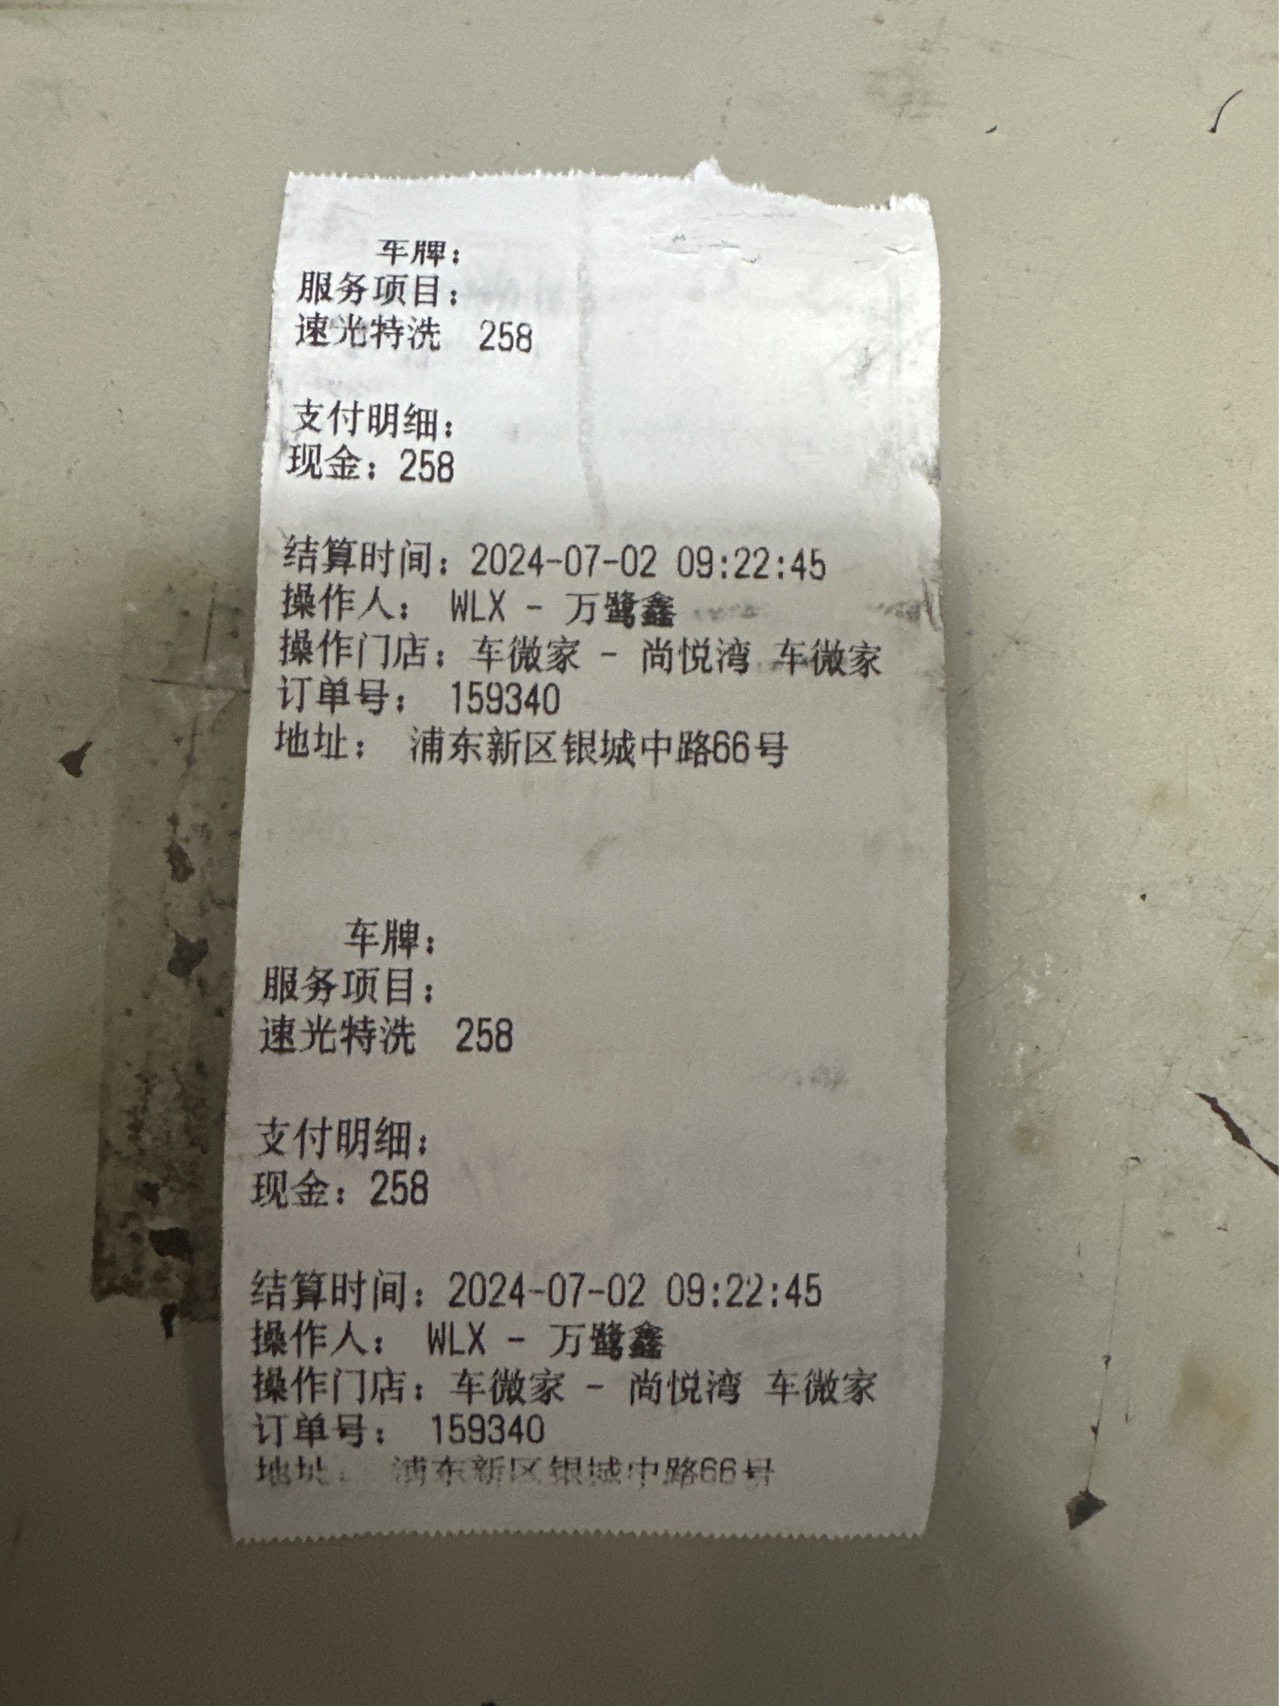 车牌：
服务项目：
速光特洗 258
支付明细：
现金：258
结算时间：2024-07-02 09:22:45
操作人： WLX - 万鹭鑫
操作门店：车微家 - 尚悦湾 车微家
订单号： 159340
地址： 浦东新区银城中路66号
车牌：
服务项目：
速光特洗 258
支付明细：
现金：258
结算时间：2024-07-02 09:22:45
操作人： WLX - 万鹭鑫
操作门店：车微家 - 尚悦湾 车微家
订单号： 159340
地址： 浦东新区银城中路66号